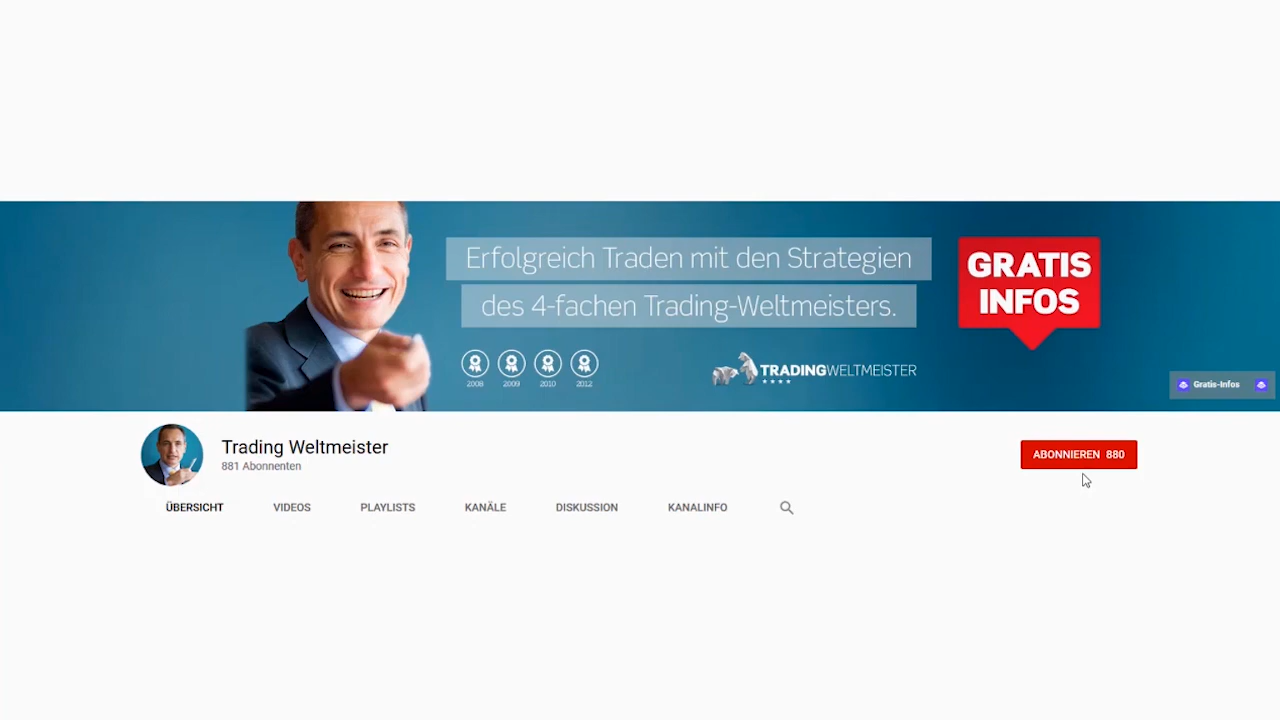 Erfolgreich Traden mit den Strategien
des 4-fachen Trading-Weltmeisters.
GRATIS
INFOS
2008 2009 2010 2012
TRADINGWELTMEISTER
Gratis-Infos
Trading Weltmeister
881 Abonnenten
ABONNIEREN 880
ÜBERSICHT VIDEOS PLAYLISTS KANÄLE DISKUSSION KANALINFO